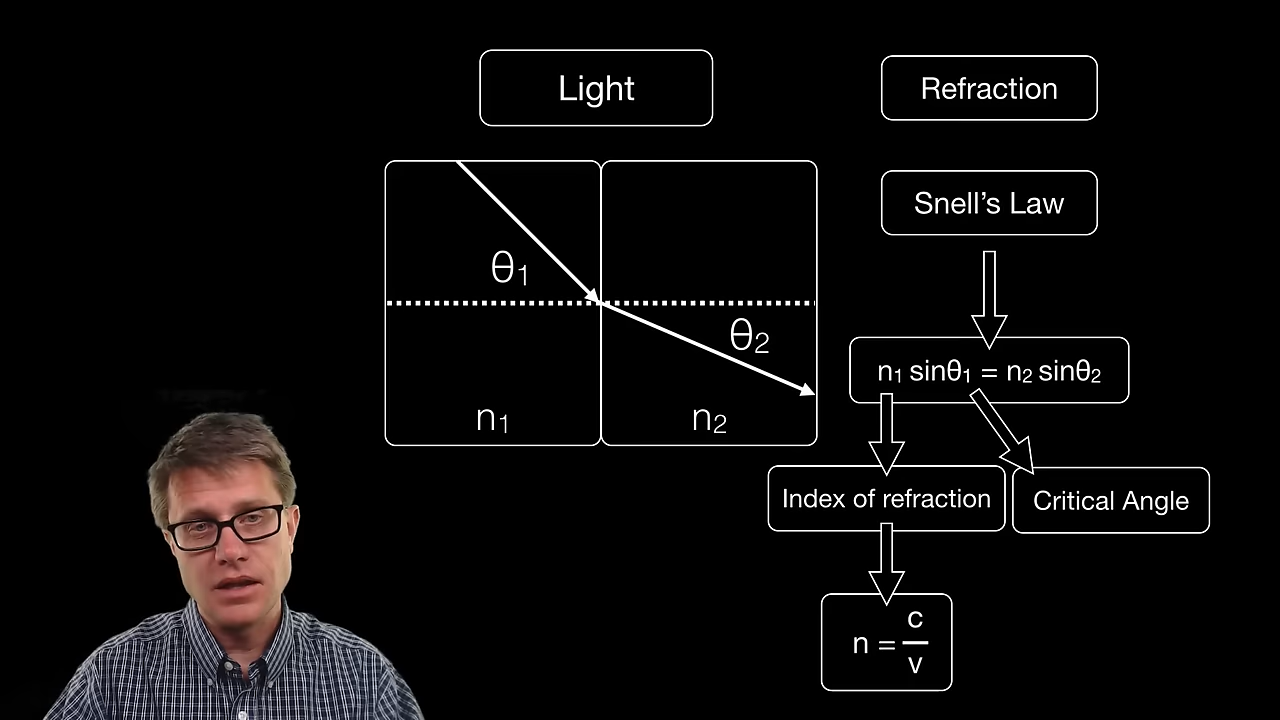 Light
Refraction
Snell's Law
θ1
θ2
n1 sinθ1 = n2 sinθ2
n1
n2
Index of refraction
Critical Angle
n = c/v